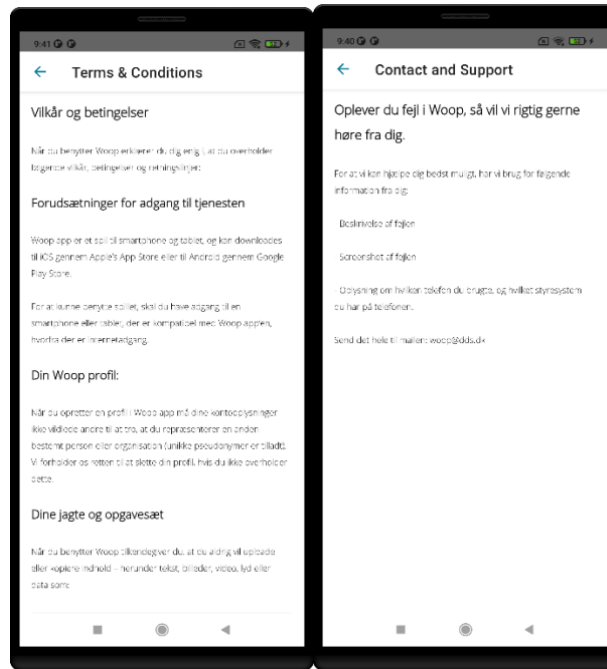 9:41
Terms & Conditions
Vilkår og betingelser
Når du benytter Woop erklærer du dig enig i, at du overholder
følgende vilkår, betingelser og retningslinjer:
Forudsætninger for adgang til tjenesten
Woop app er et spil til smartphone og tablet, og kan downloades
til iOS gennem Apple's App Store eller til Android gennem Google
Play Store.
For at kunne benytte spillet, skal du have adgang til en
smartphone eller tablet, der er kompatibel med Woop app'en,
hvorfra der er internetadgang.
Din Woop profil:
Når du opretter en profil i Woop app må dine kontooplysninger
ikke vildlede andre til at tro, at du repræsenterer en anden
bestemt person eller organisation (unikke pseudonymer er tilladt).
Vi forholder os retten til at slette din profil, hvis du ikke overholder
dette.
Dine jagte og opgavesæt
Når du benytter Woop tilkendegiver du, at du aldrig vil uploade
eller kopiere indhold – herunder tekst, billeder, video, lyd eller
data som:
9:40
Contact and Support
Oplever du fejl i Woop, så vil vi rigtig gerne
høre fra dig.
For at vi kan hjælpe dig bedst muligt, har vi brug for følgende
information fra dig:
- Beskrivelse af fejlen
- Screenshot af fejlen
- Oplysning om hvilken telefon du brugte, og hvilket styresystem
du har på telefonen.
Send det hele til mailen: woop@dds.dk